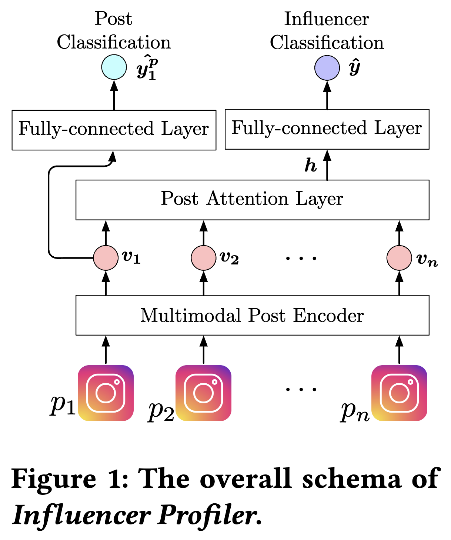 Post
Classification
Influencer
Classification
ŷ₁ᵖ
ŷ
Fully-connected Layer
Fully-connected Layer
h
Post Attention Layer
v₁
v₂
···
vₙ
Multimodal Post Encoder
p₁
p₂
···
pₙ
Figure 1: The overall schema of
Influencer Profiler.